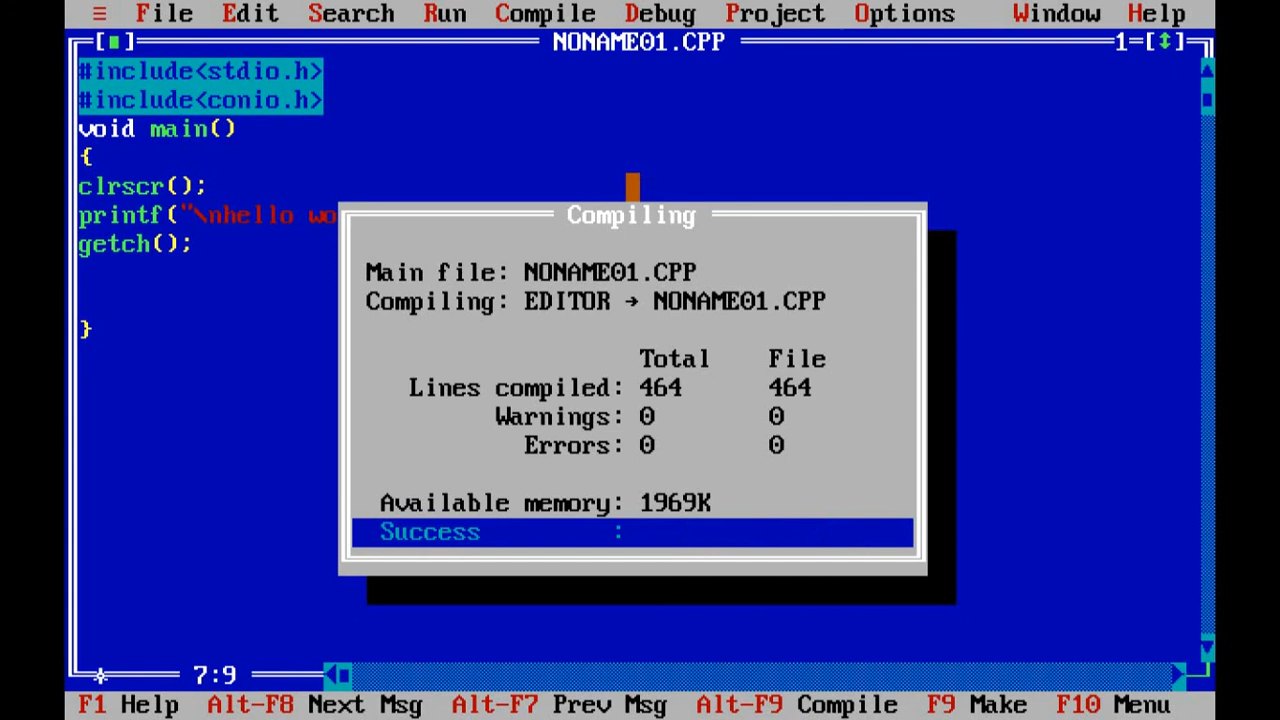 ≡ File Edit Search Run Compile Debug Project Options Window Help
[■] NONAME01.CPP 1=[↕]
#include<stdio.h>
#include<conio.h>
void main()
{
clrscr();
printf("\nhello wo
getch();
}
Compiling
Main file: NONAME01.CPP
Compiling: EDITOR → NONAME01.CPP
Total File
Lines compiled: 464 464
Warnings: 0 0
Errors: 0 0
Available memory: 1969K
Success :
7:9
F1 Help Alt-F8 Next Msg Alt-F7 Prev Msg Alt-F9 Compile F9 Make F10 Menu